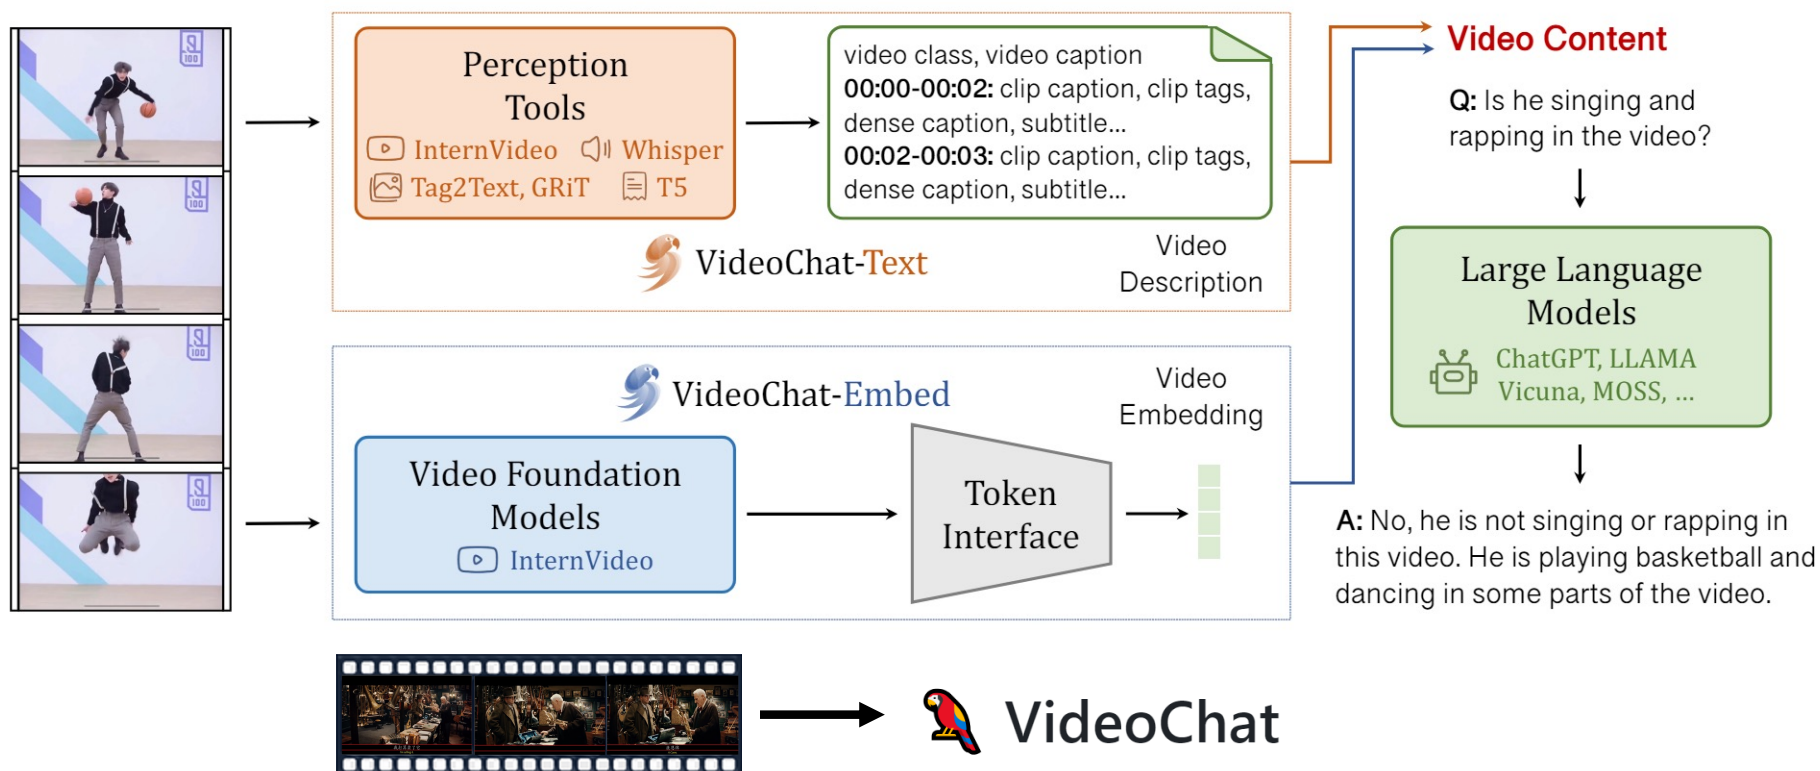 Perception
Tools
InternVideo
Whisper
Tag2Text, GRiT
T5
video class, video caption
00:00-00:02: clip caption, clip tags,
dense caption, subtitle...
00:02-00:03: clip caption, clip tags,
dense caption, subtitle...
VideoChat-Text
Video
Description
VideoChat-Embed
Video
Embedding
Video Foundation
Models
InternVideo
Token
Interface
Video Content
Q: Is he singing and
rapping in the video?
Large Language
Models
ChatGPT, LLAMA
Vicuna, MOSS, ...
A: No, he is not singing or rapping in
this video. He is playing basketball and
dancing in some parts of the video.
100
100
100
100
VideoChat